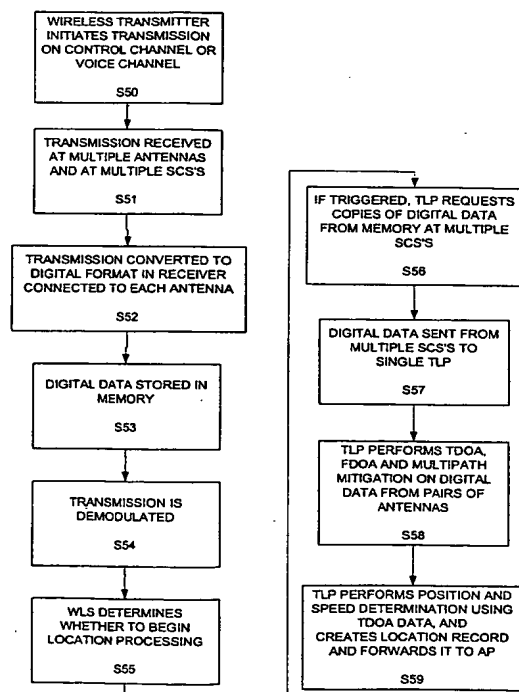 WIRELESS TRANSMITTER
INITIATES TRANSMISSION
ON CONTROL CHANNEL OR
VOICE CHANNEL
S50
TRANSMISSION RECEIVED
AT MULTIPLE ANTENNAS
AND AT MULTIPLE SCS'S
S51
TRANSMISSION CONVERTED TO
DIGITAL FORMAT IN RECEIVER
CONNECTED TO EACH ANTENNA
S52
DIGITAL DATA STORED IN
MEMORY
S53
TRANSMISSION IS
DEMODULATED
S54
WLS DETERMINES
WHETHER TO BEGIN
LOCATION PROCESSING
S55
IF TRIGGERED, TLP REQUESTS
COPIES OF DIGITAL DATA
FROM MEMORY AT MULTIPLE
SCS'S
S56
DIGITAL DATA SENT FROM
MULTIPLE SCS'S TO
SINGLE TLP
S57
TLP PERFORMS TDOA,
FDOA AND MULTIPATH
MITIGATION ON DIGITAL
DATA FROM PAIRS OF
ANTENNAS
S58
TLP PERFORMS POSITION AND
SPEED DETERMINATION USING
TDOA DATA, AND
CREATES LOCATION RECORD
AND FORWARDS IT TO AP
S59